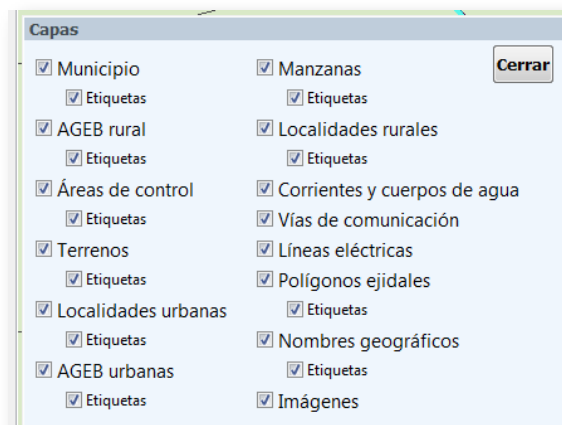 Capas
Cerrar
Municipio
Etiquetas
AGEB rural
Etiquetas
Áreas de control
Etiquetas
Terrenos
Etiquetas
Localidades urbanas
Etiquetas
AGEB urbanas
Etiquetas
Manzanas
Etiquetas
Localidades rurales
Etiquetas
Corrientes y cuerpos de agua
Vías de comunicación
Líneas eléctricas
Polígonos ejidales
Etiquetas
Nombres geográficos
Etiquetas
Imágenes